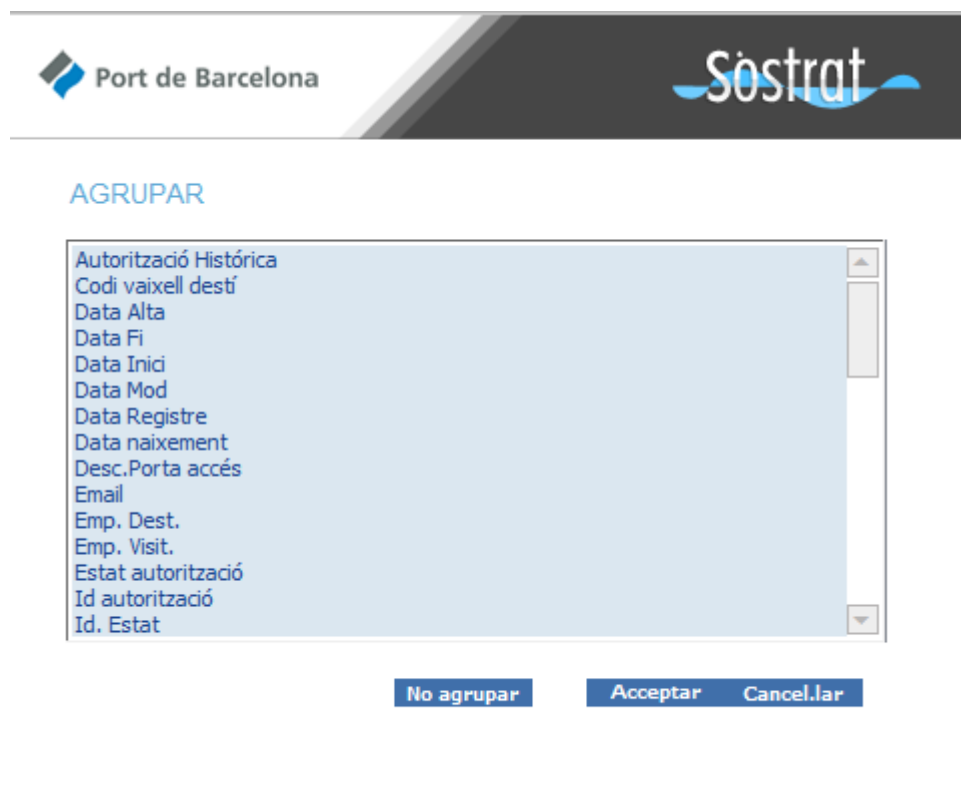 Port de Barcelona
Sòstrat
AGRUPAR
Autorització Histórica
Codi vaixell destí
Data Alta
Data Fi
Data Inici
Data Mod
Data Registre
Data naixement
Desc.Porta accés
Email
Emp. Dest.
Emp. Visit.
Estat autorització
Id autorització
Id. Estat
No agrupar
Acceptar
Cancel.lar